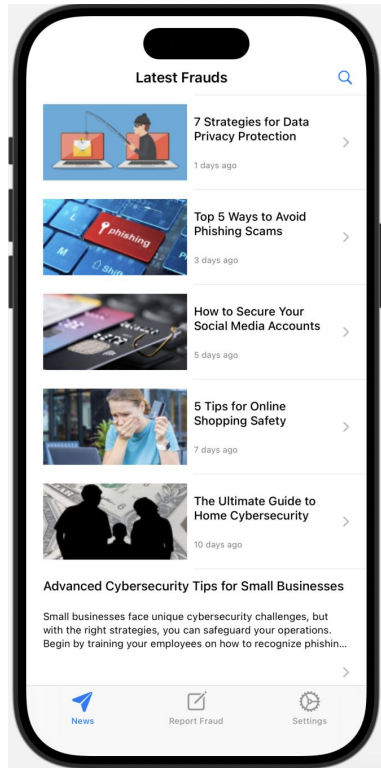 Latest Frauds
7 Strategies for Data
Privacy Protection
1 days ago
phishing
L
M
Shift
Top 5 Ways to Avoid
Phishing Scams
3 days ago
How to Secure Your
Social Media Accounts
5 days ago
5 Tips for Online
Shopping Safety
7 days ago
The Ultimate Guide to
Home Cybersecurity
10 days ago
Advanced Cybersecurity Tips for Small Businesses
Small businesses face unique cybersecurity challenges, but
with the right strategies, you can safeguard your operations.
Begin by training your employees on how to recognize phishin...
News
Report Fraud
Settings